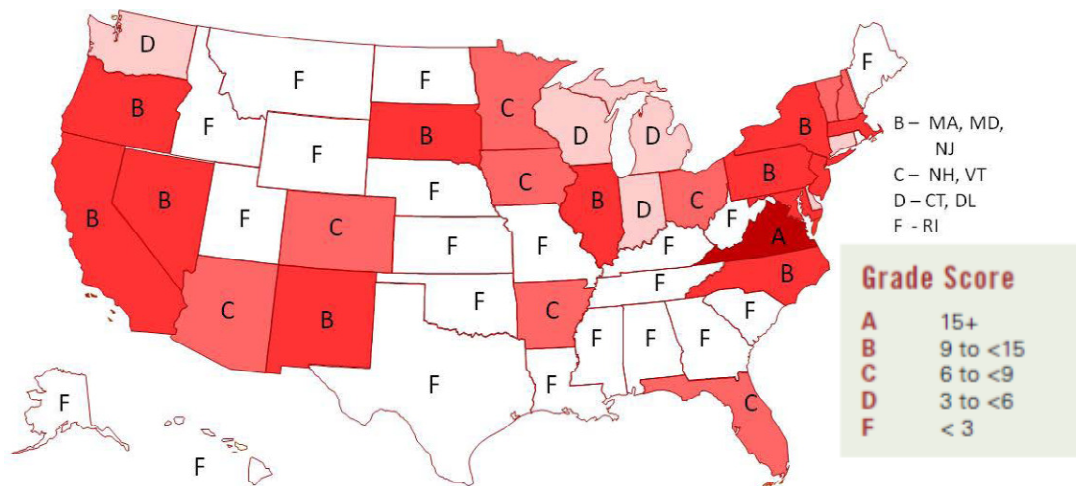 D
F
F
F
C
B
F
B
F
B
D
D
B
B
B
F
F
C
B
D
C
F
B
C
F
F
F
A
C
B
F
C
F
B
F
F
F
F
F
F
F
C
F
F
B – MA, MD,
NJ
C – NH, VT
D – CT, DL
F - RI
Grade Score
A 15+
B 9 to <15
C 6 to <9
D 3 to <6
F < 3